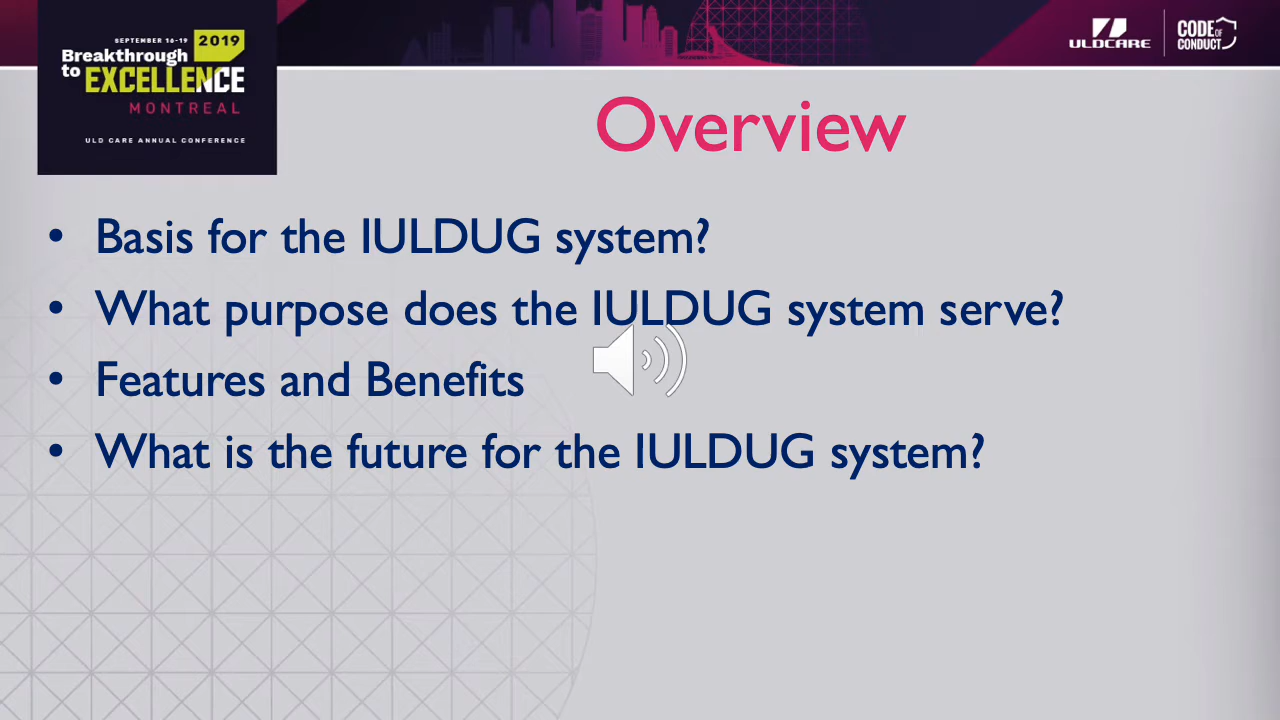 SEPTEMBER 16-19 2019
Breakthrough
to EXCELLENCE
MONTREAL
ULD CARE ANNUAL CONFERENCE
ULDCARE
CODE OF
CONDUCT
Overview
• Basis for the IULDUG system?
• What purpose does the IULDUG system serve?
• Features and Benefits
• What is the future for the IULDUG system?